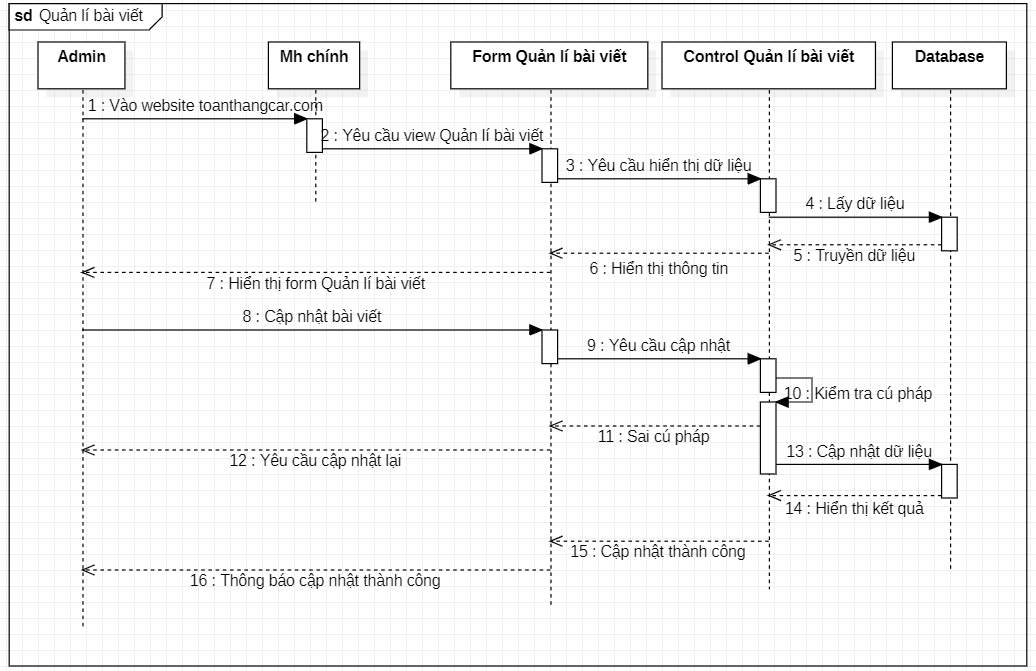 sd Quản lí bài viết
Admin
Mh chính
Form Quản lí bài viết
Control Quản lí bài viết
Database
1 : Vào website toanthangcar.com
2 : Yêu cầu view Quản lí bài viết
3 : Yêu cầu hiển thị dữ liệu
4 : Lấy dữ liệu
5 : Truyền dữ liệu
6 : Hiển thị thông tin
7 : Hiển thị form Quản lí bài viết
8 : Cập nhật bài viết
9 : Yêu cầu cập nhật
10 : Kiểm tra cú pháp
11 : Sai cú pháp
12 : Yêu cầu cập nhật lại
13 : Cập nhật dữ liệu
14 : Hiển thị kết quả
15 : Cập nhật thành công
16 : Thông báo cập nhật thành công